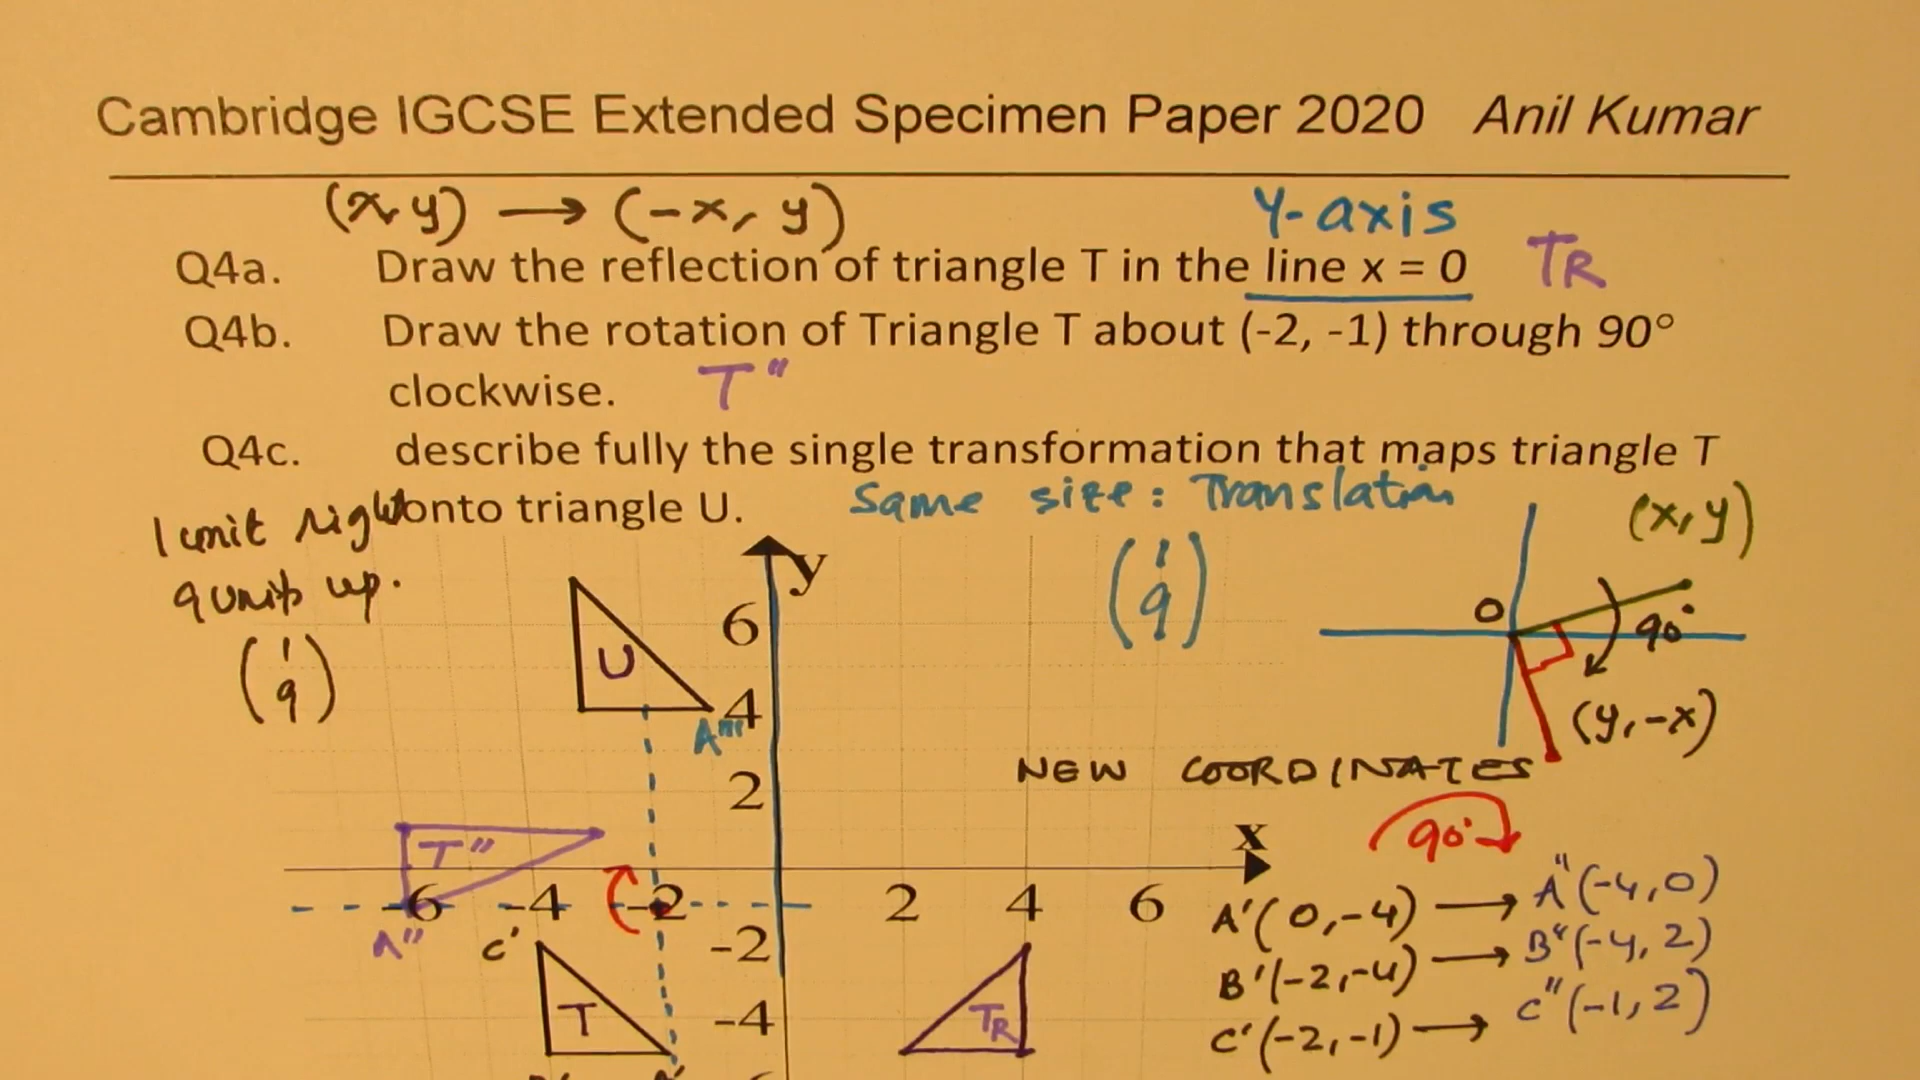 Cambridge IGCSE Extended Specimen Paper 2020 Anil Kumar
(x, y) → (-x, y)
Y-axis
Q4a. Draw the reflection of triangle T in the line x = 0 TR
Q4b. Draw the rotation of Triangle T about (-2, -1) through 90°
clockwise. T"
Q4c. describe fully the single transformation that maps triangle T
onto triangle U.
Same size: Translation
1 unit right
9 units up.
(1 9)
(1 9)
y
6
U
4
A'''
2
(x, y)
O
90°
(y, -x)
NEW COORDINATES
x
90°
T"
-6 -4 -2 2 4 6
A"
C'
-2
T
-4
TR
A'(0, -4) → A"(-4, 0)
B'(-2, -4) → B"(-4, 2)
C'(-2, -1) → C"(-1, 2)